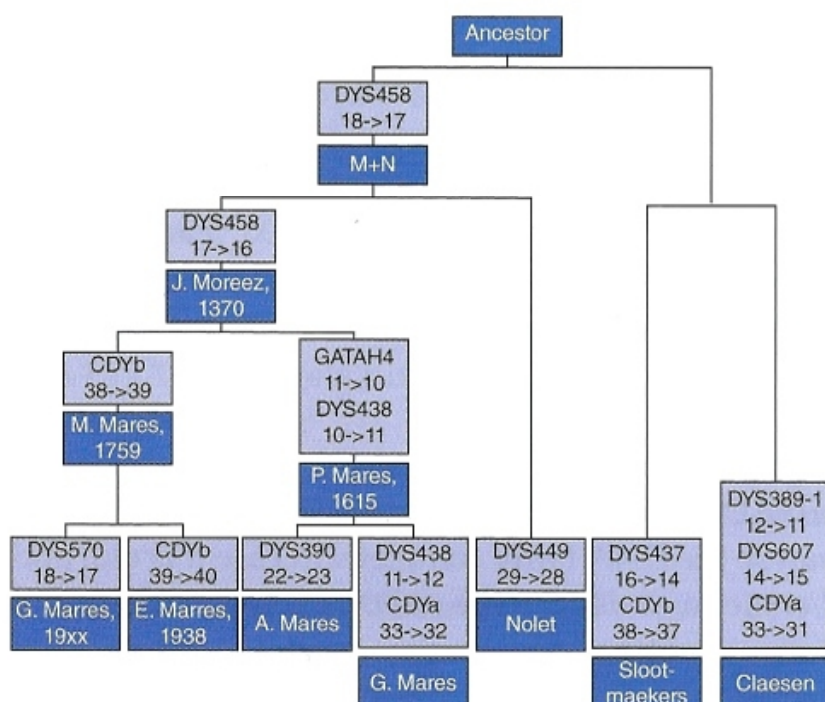 Ancestor
DYS458
18->17
M+N
DYS458
17->16
J. Moreez,
1370
CDYb
38->39
M. Mares,
1759
GATAH4
11->10
DYS438
10->11
P. Mares,
1615
DYS570
18->17
G. Marres,
19xx
CDYb
39->40
E. Marres,
1938
DYS390
22->23
A. Mares
DYS438
11->12
CDYa
33->32
G. Mares
DYS449
29->28
Nolet
DYS437
16->14
CDYb
38->37
Sloot-
maekers
DYS389-1
12->11
DYS607
14->15
CDYa
33->31
Claesen